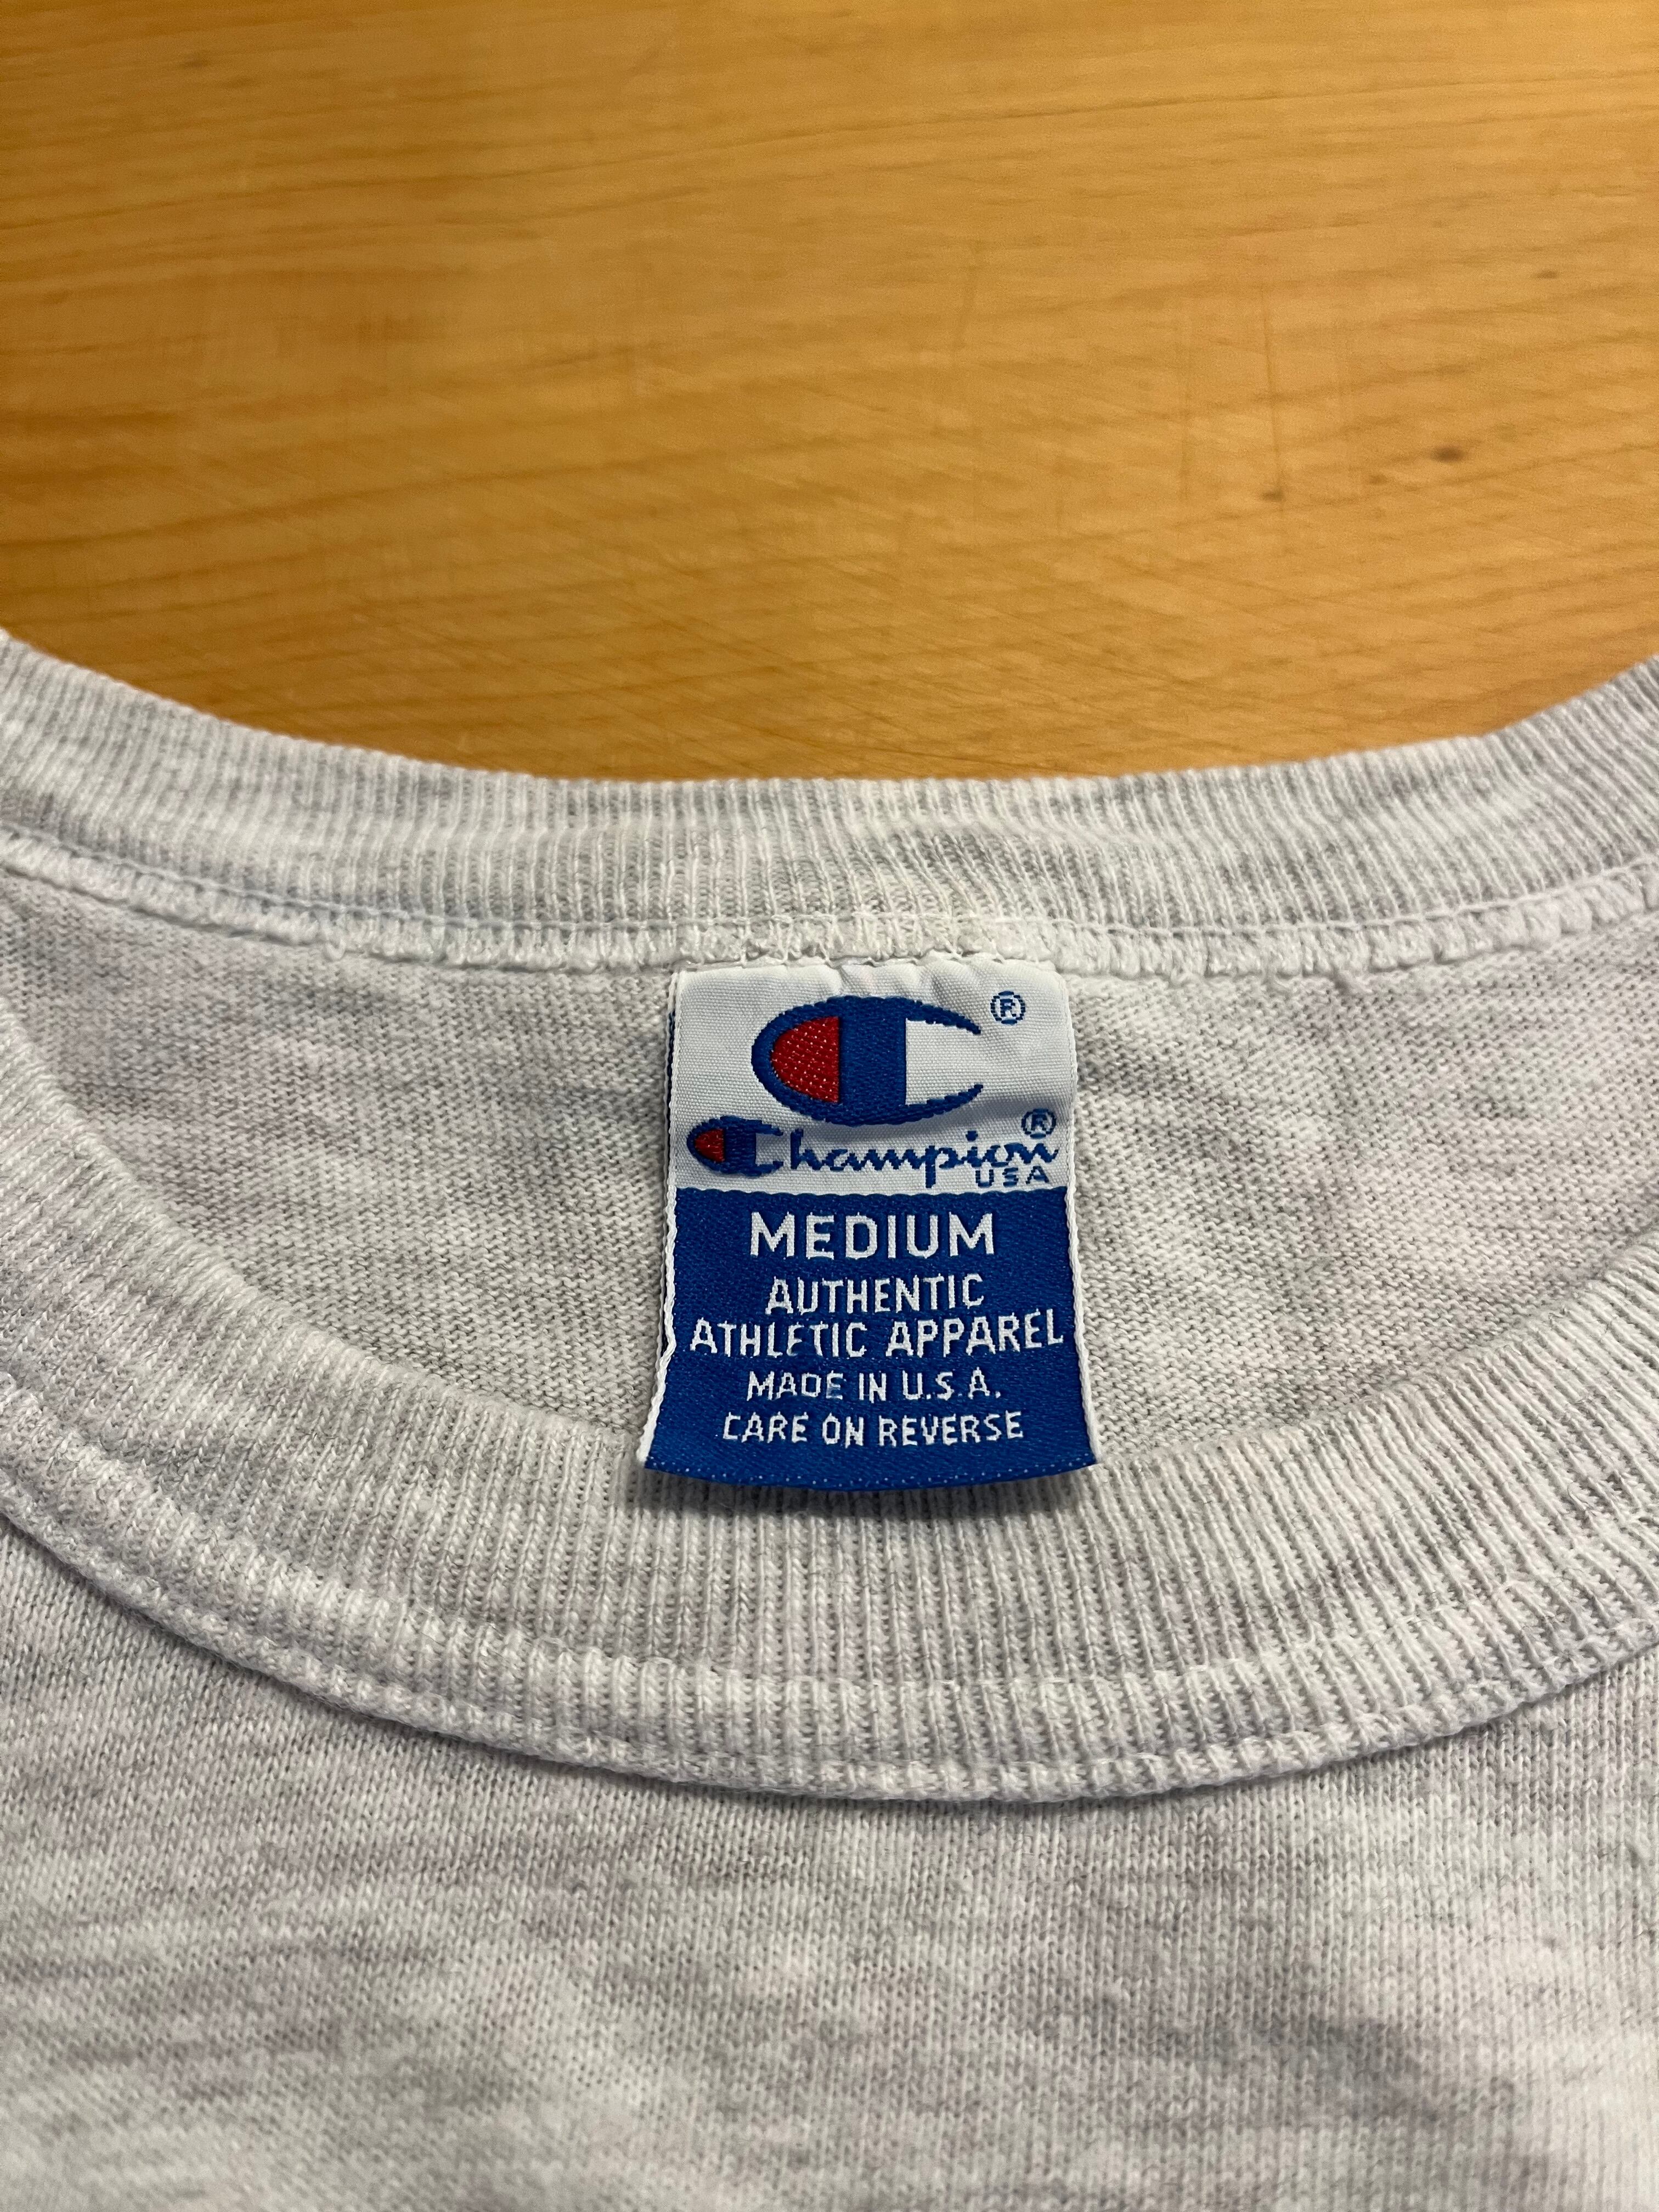 ®
Champion®
USA
MEDIUM
AUTHENTIC
ATHLETIC APPAREL
MADE IN U.S.A.
CARE ON REVERSE